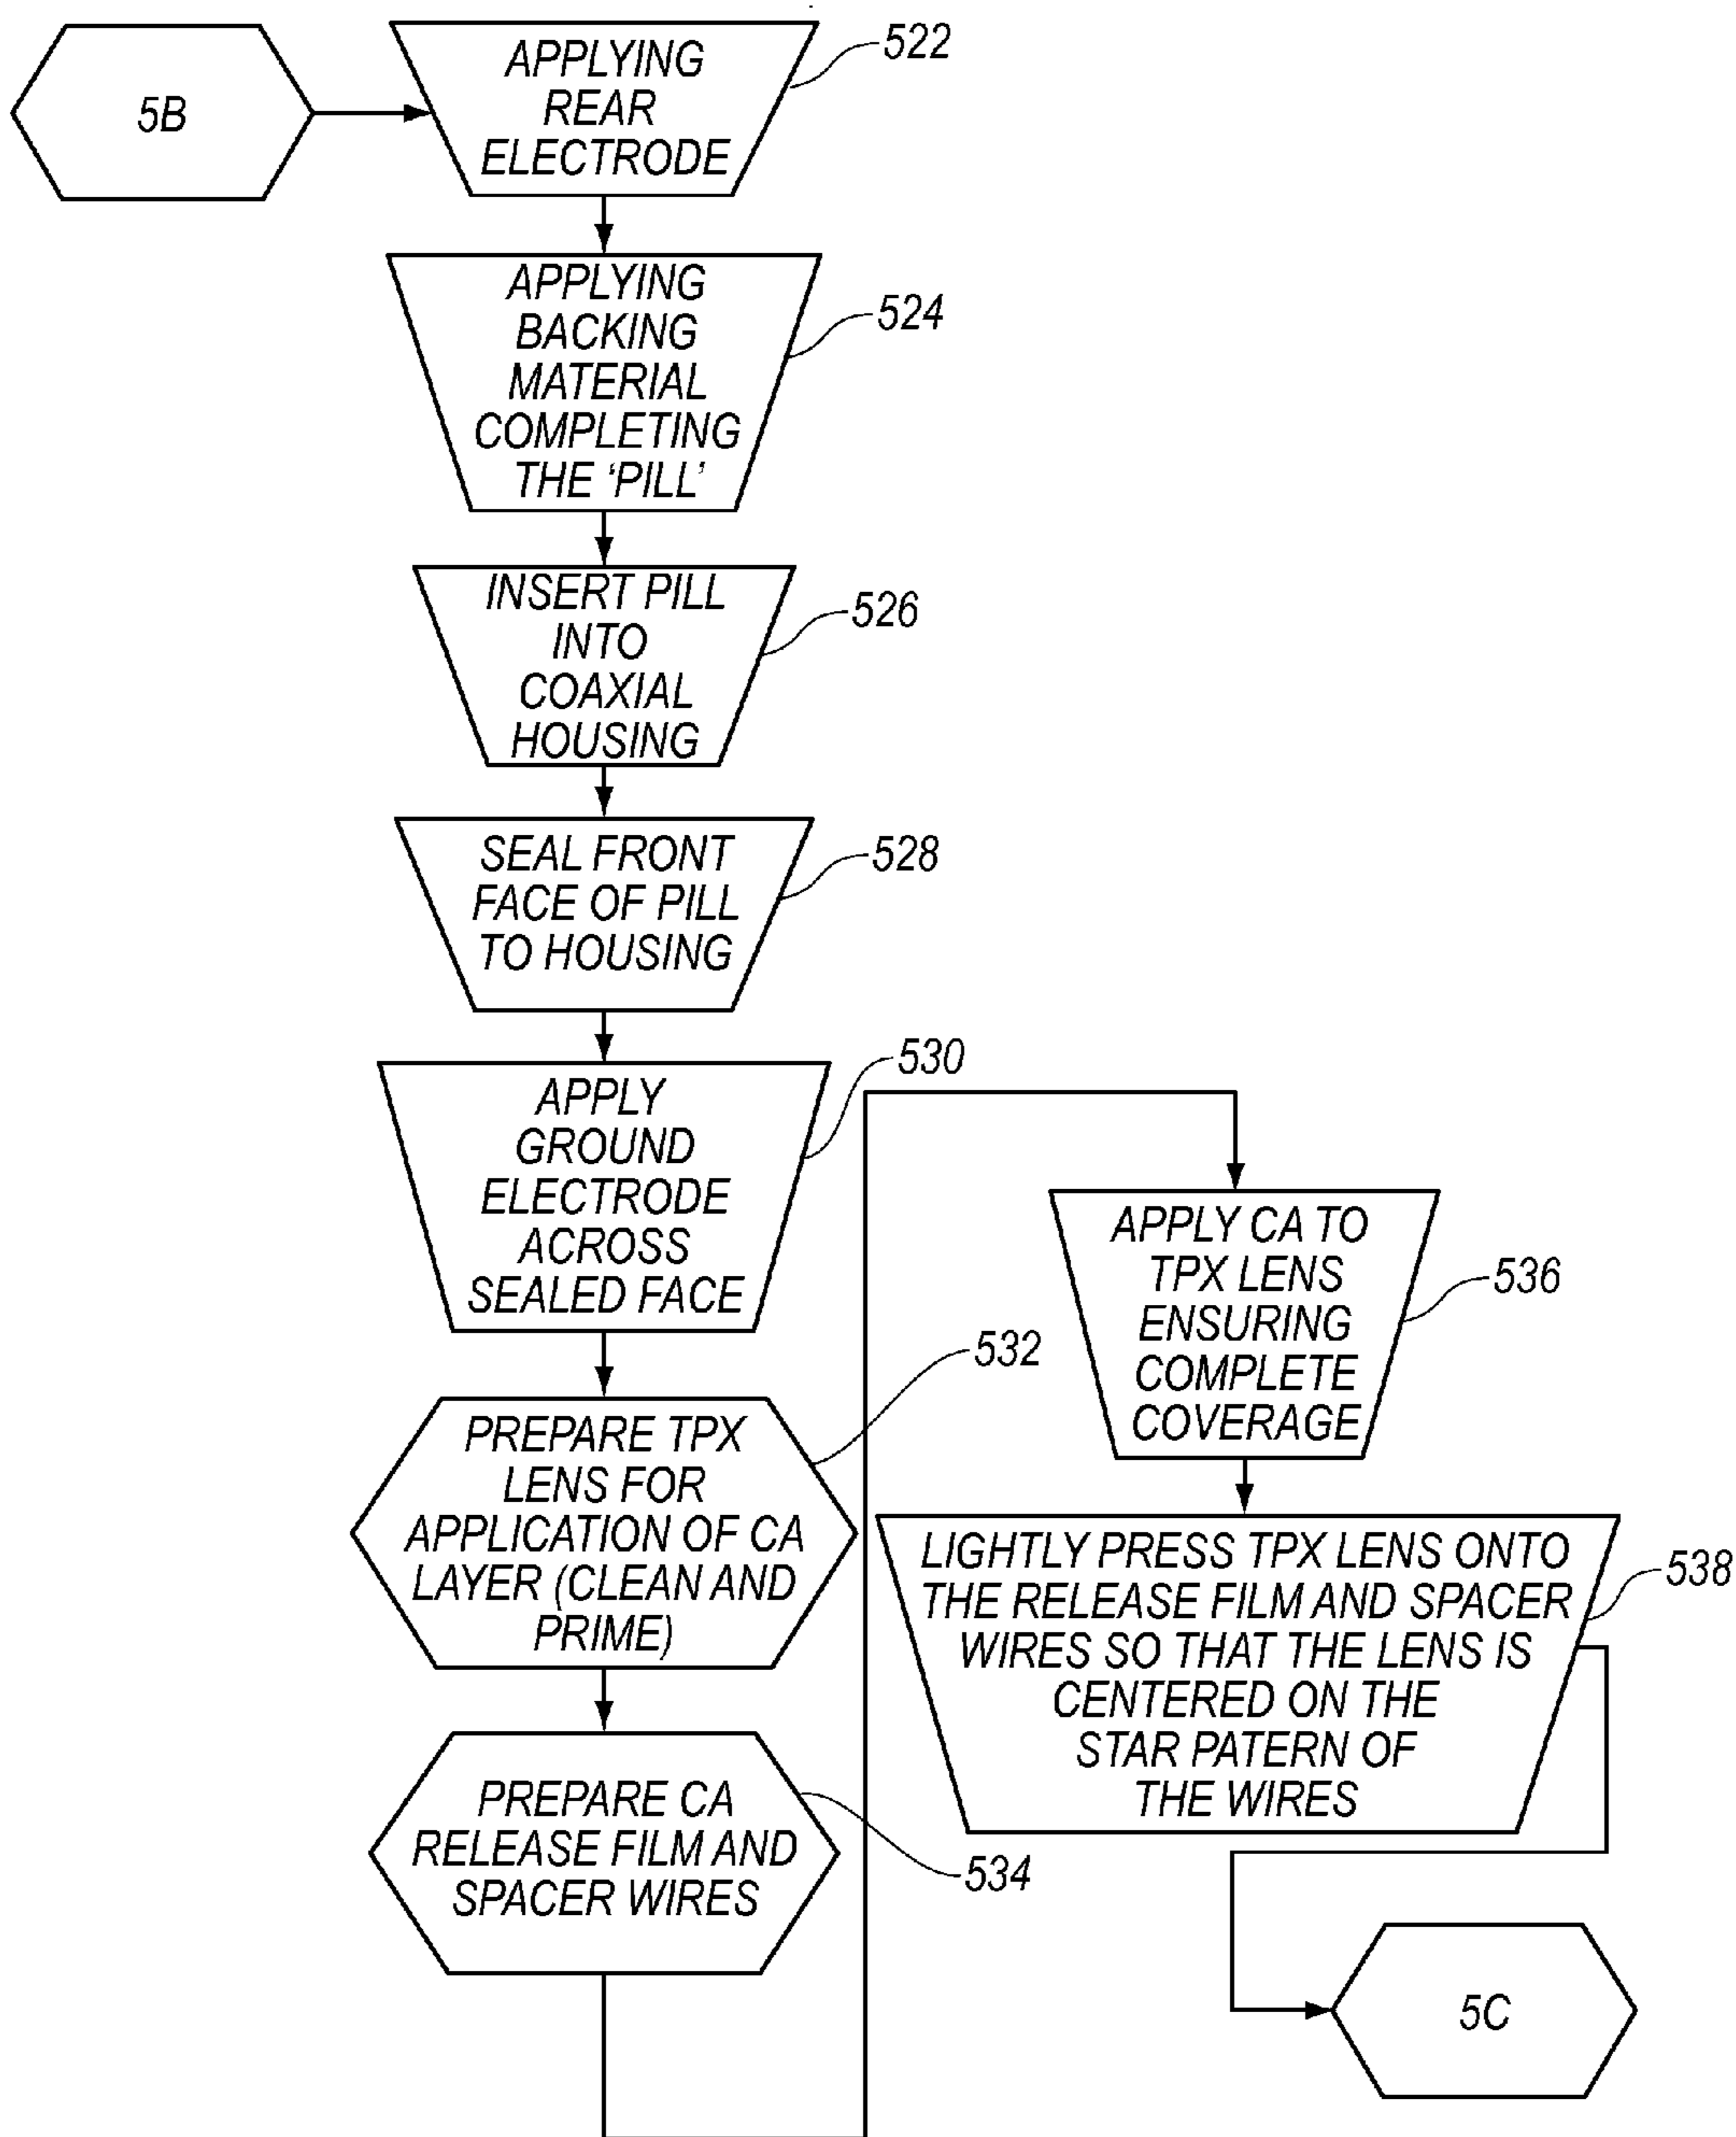 5B
APPLYING
REAR
ELECTRODE
522
APPLYING
BACKING
MATERIAL
COMPLETING
THE ‘PILL’
524
INSERT PILL
INTO
COAXIAL
HOUSING
526
SEAL FRONT
FACE OF PILL
TO HOUSING
528
APPLY
GROUND
ELECTRODE
ACROSS
SEALED FACE
530
PREPARE TPX
LENS FOR
APPLICATION OF CA
LAYER (CLEAN AND
PRIME)
532
PREPARE CA
RELEASE FILM AND
SPACER WIRES
534
APPLY CA TO
TPX LENS
ENSURING
COMPLETE
COVERAGE
536
LIGHTLY PRESS TPX LENS ONTO
THE RELEASE FILM AND SPACER
WIRES SO THAT THE LENS IS
CENTERED ON THE
STAR PATERN OF
THE WIRES
538
5C